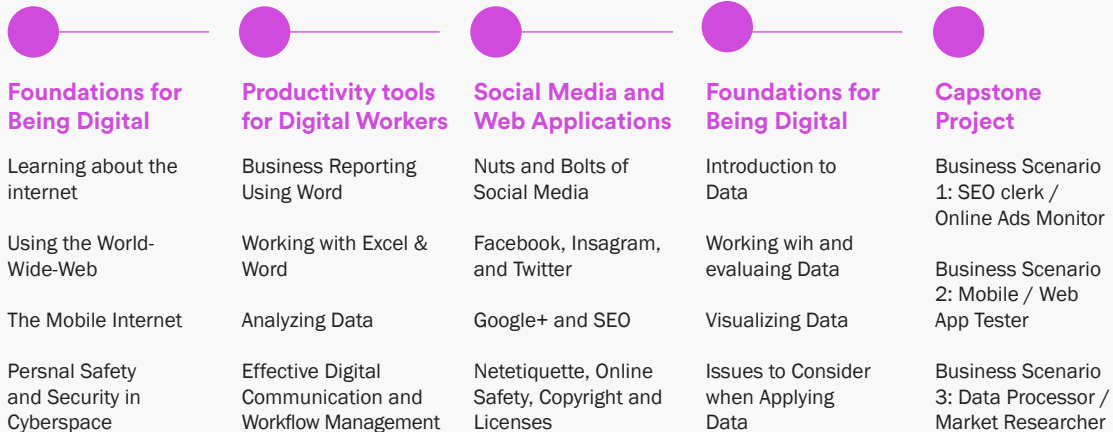 Foundations for
Being Digital
Learning about the
internet
Using the World-
Wide-Web
The Mobile Internet
Persnal Safety
and Security in
Cyberspace
Productivity tools
for Digital Workers
Business Reporting
Using Word
Working with Excel &
Word
Analyzing Data
Effective Digital
Communication and
Workflow Management
Social Media and
Web Applications
Nuts and Bolts of
Social Media
Facebook, Insagram,
and Twitter
Google+ and SEO
Netetiquette, Online
Safety, Copyright and
Licenses
Foundations for
Being Digital
Introduction to
Data
Working wih and
evaluaing Data
Visualizing Data
Issues to Consider
when Applying
Data
Capstone
Project
Business Scenario
1: SEO clerk /
Online Ads Monitor
Business Scenario
2: Mobile / Web
App Tester
Business Scenario
3: Data Processor /
Market Researcher